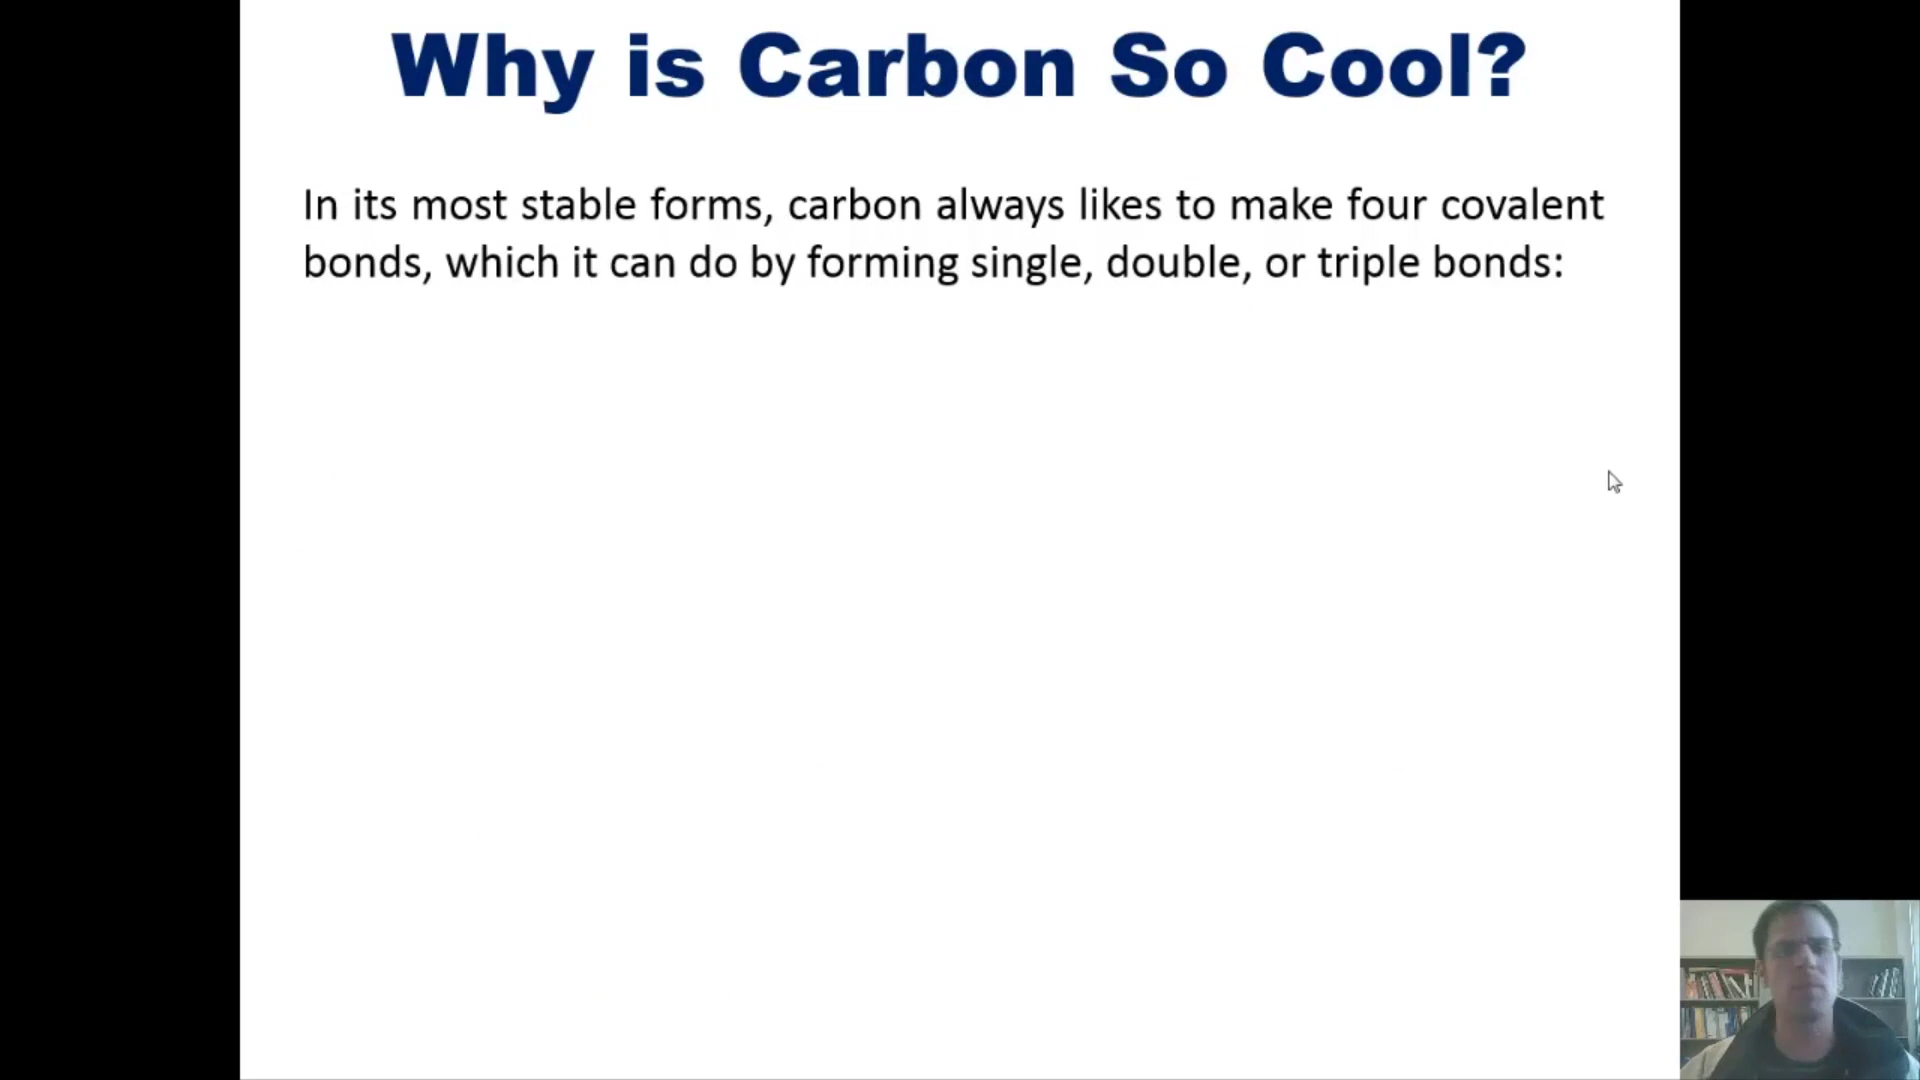 Why is Carbon So Cool?
In its most stable forms, carbon always likes to make four covalent
bonds, which it can do by forming single, double, or triple bonds: